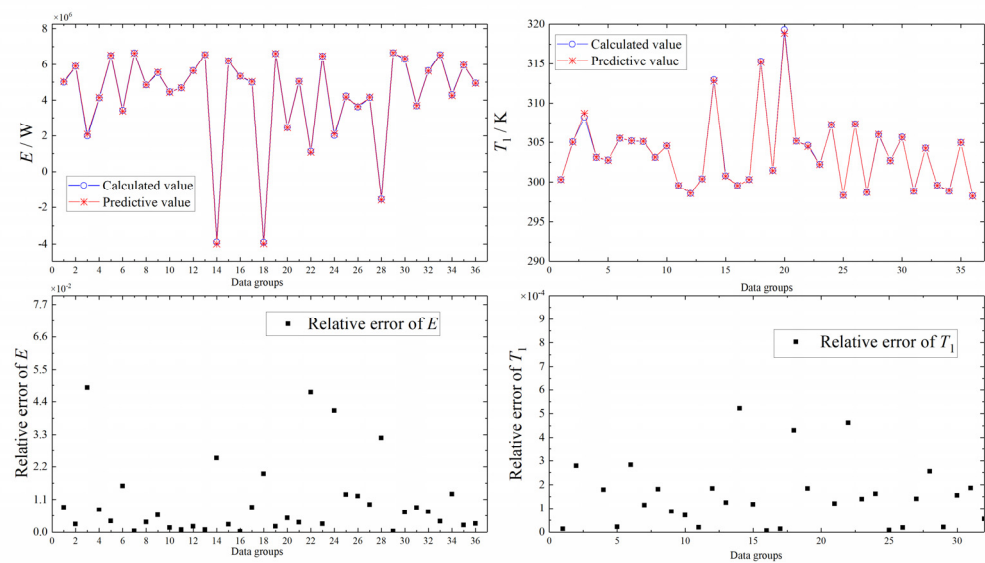 ×10⁶
8
6
4
2
0
-2
-4
E / W
Calculated value
Predictive value
0 2 4 6 8 10 12 14 16 18 20 22 24 26 28 30 32 34 36
Data groups
320
315
310
305
300
295
290
T₁ / K
Calculated value
Predictive value
0 5 10 15 20 25 30 35
Data groups
×10⁻²
7.7
6.6
5.5
4.4
3.3
2.2
1.1
0.0
Relative error of E
Relative error of E
0 2 4 6 8 10 12 14 16 18 20 22 24 26 28 30 32 34 36
Data groups
×10⁻⁴
9
8
7
6
5
4
3
2
1
0
Relative error of T₁
Relative error of T₁
0 5 10 15 20 25 30
Data groups